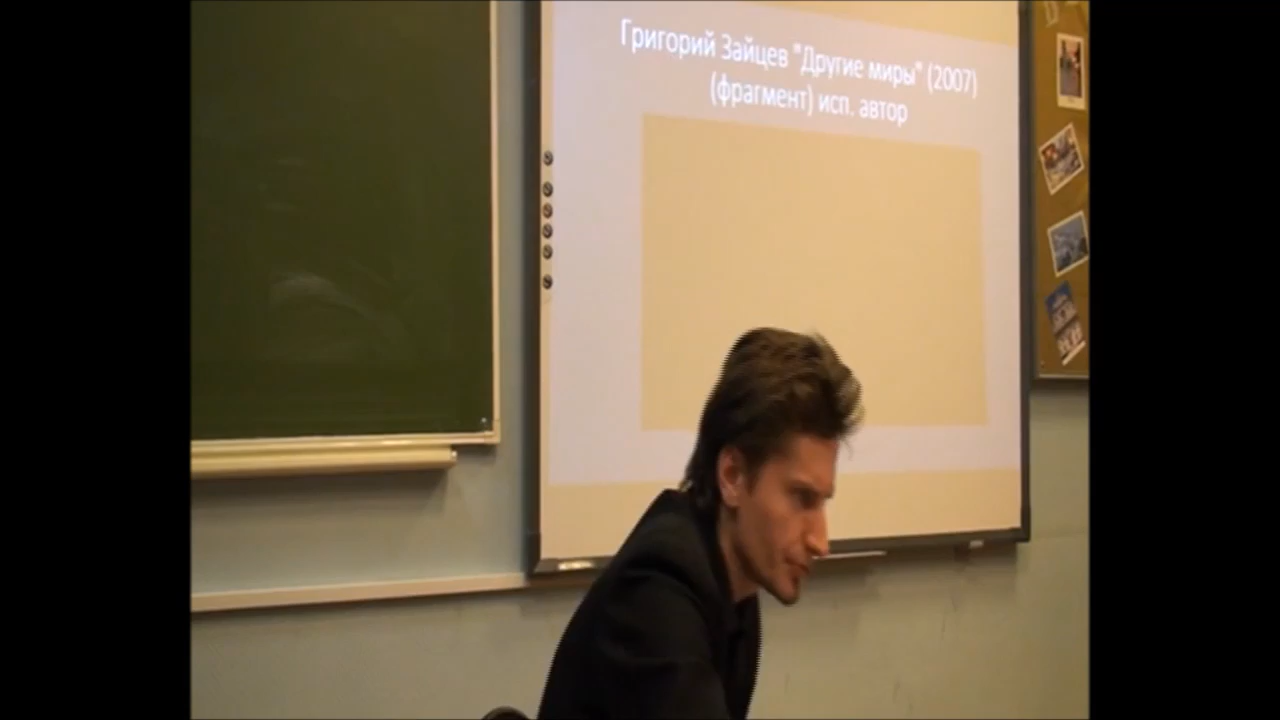 Григорий Зайцев "Другие миры" (2007)
(фрагмент) исп. автор